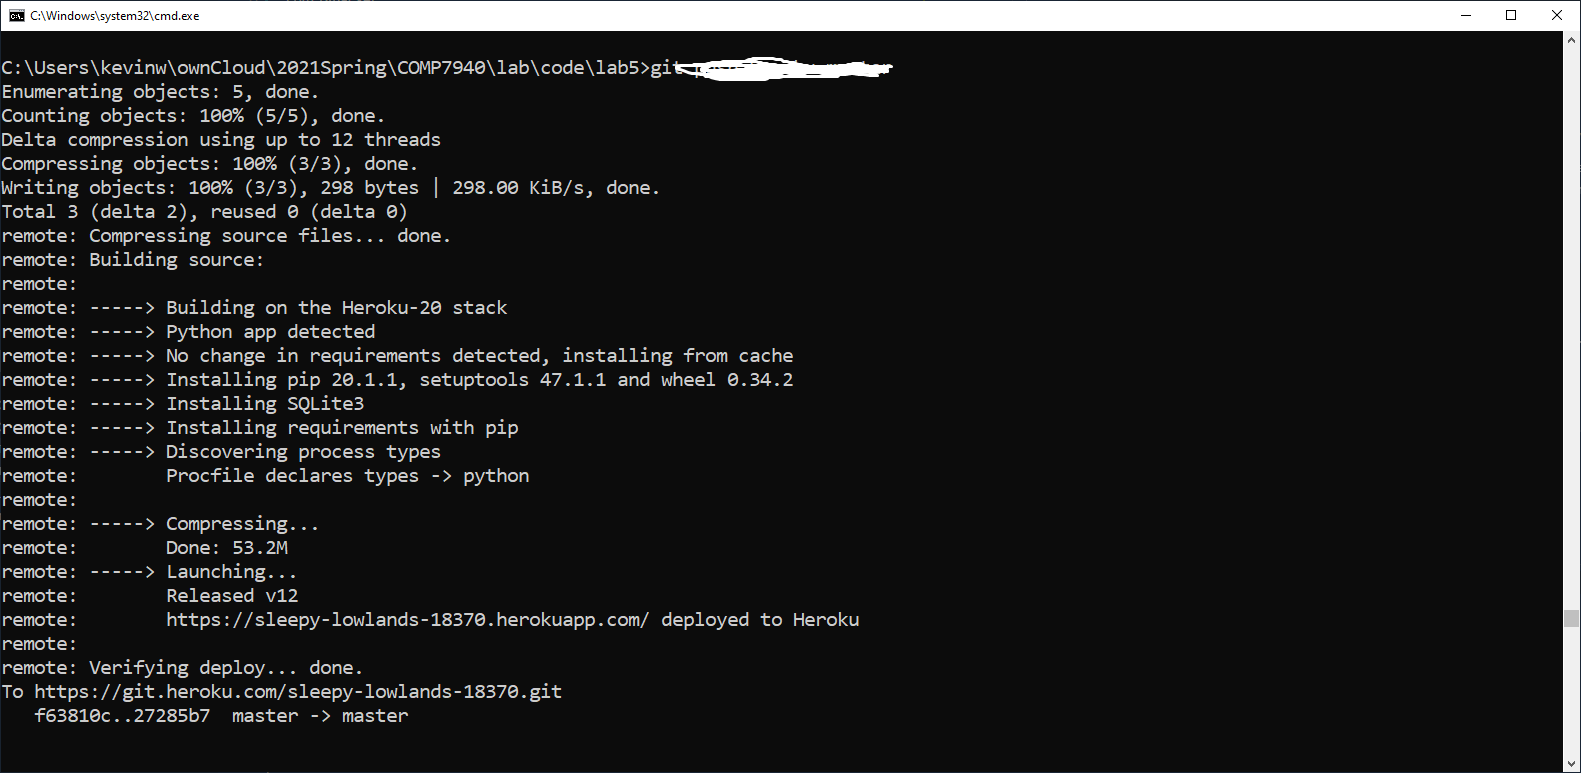 C:\Windows\system32\cmd.exe
C:\Users\kevinw\ownCloud\2021Spring\COMP7940\lab\code\lab5>git
Enumerating objects: 5, done.
Counting objects: 100% (5/5), done.
Delta compression using up to 12 threads
Compressing objects: 100% (3/3), done.
Writing objects: 100% (3/3), 298 bytes | 298.00 KiB/s, done.
Total 3 (delta 2), reused 0 (delta 0)
remote: Compressing source files... done.
remote: Building source:
remote:
remote: -----> Building on the Heroku-20 stack
remote: -----> Python app detected
remote: -----> No change in requirements detected, installing from cache
remote: -----> Installing pip 20.1.1, setuptools 47.1.1 and wheel 0.34.2
remote: -----> Installing SQLite3
remote: -----> Installing requirements with pip
remote: -----> Discovering process types
remote:        Procfile declares types -> python
remote:
remote: -----> Compressing...
remote:        Done: 53.2M
remote: -----> Launching...
remote:        Released v12
remote:        https://sleepy-lowlands-18370.herokuapp.com/ deployed to Heroku
remote:
remote: Verifying deploy... done.
To https://git.heroku.com/sleepy-lowlands-18370.git
   f63810c..27285b7  master -> master